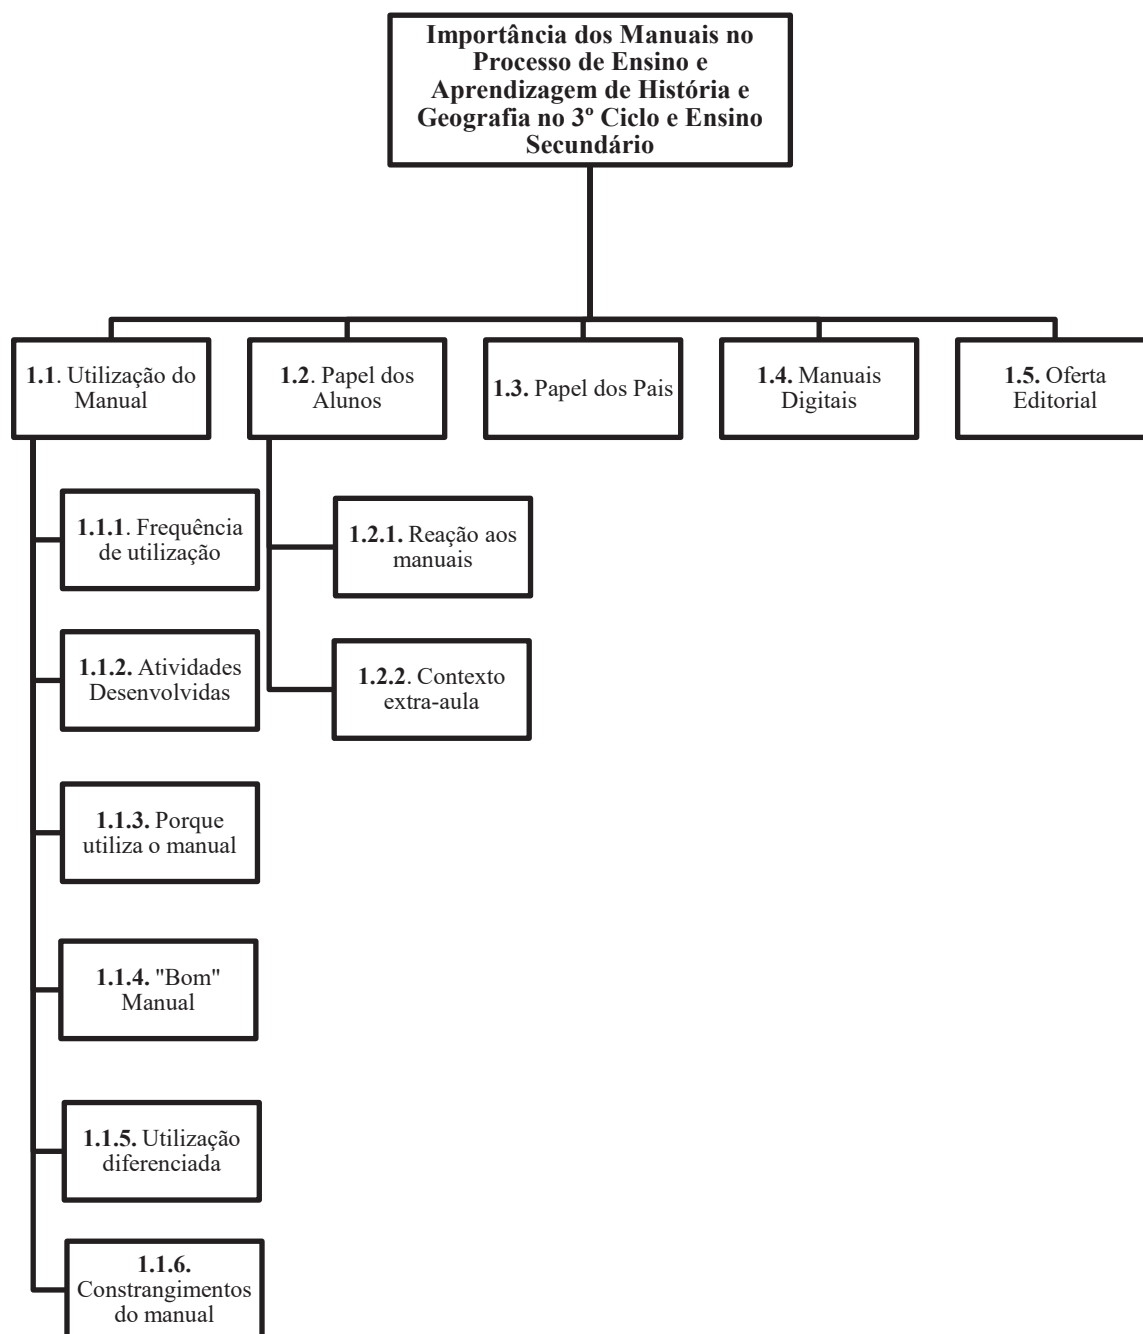 Importância dos Manuais no
Processo de Ensino e
Aprendizagem de História e
Geografia no 3º Ciclo e Ensino
Secundário
1.1. Utilização do
Manual
1.2. Papel dos
Alunos
1.3. Papel dos Pais
1.4. Manuais
Digitais
1.5. Oferta
Editorial
1.1.1. Frequência
de utilização
1.1.2. Atividades
Desenvolvidas
1.1.3. Porque
utiliza o manual
1.1.4. "Bom"
Manual
1.1.5. Utilização
diferenciada
1.1.6.
Constrangimentos
do manual
1.2.1. Reação aos
manuais
1.2.2. Contexto
extra-aula